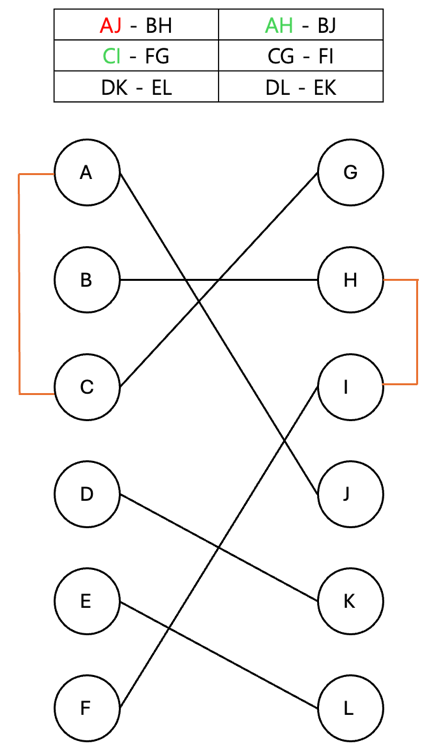 AJ - BH AH - BJ
CI - FG CG - FI
DK - EL DL - EK
A G
B H
C I
D J
E K
F L